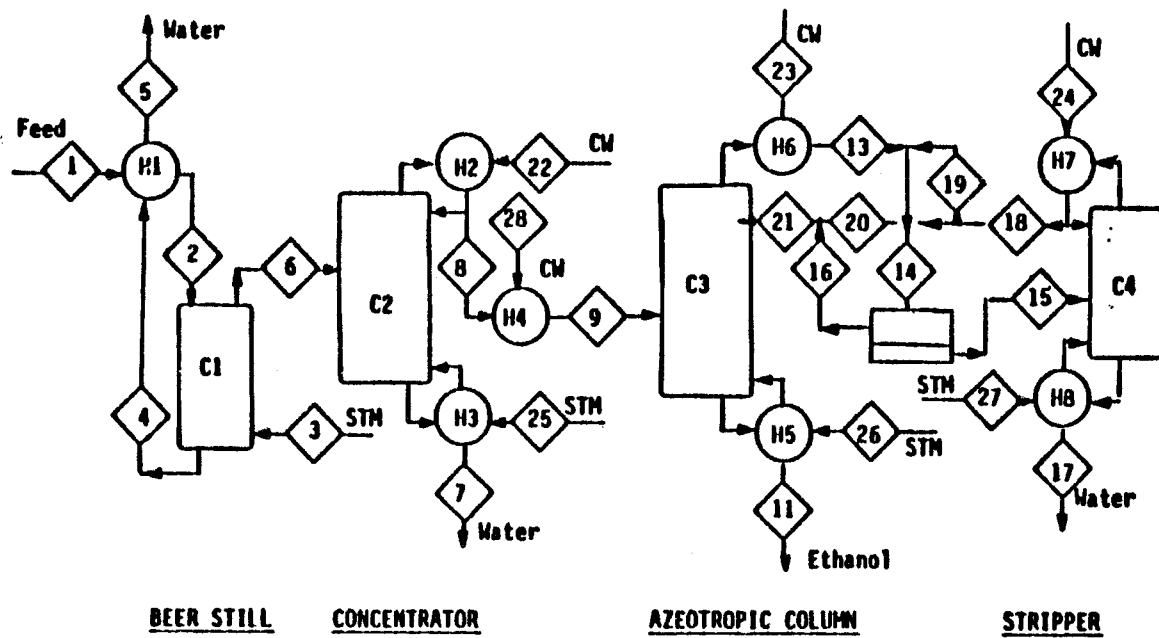 Water
CW
CW
23
5
24
Feed
1
H1
H2
22
CW
H6
13
H7
28
19
21
20
18
2
6
8
CW
16
14
C2
C3
15
C4
H4
9
C1
STM
4
3
STM
H3
25
STM
H5
26
STM
27
H8
7
11
17
Water
Water
Ethanol
BEER STILL
CONCENTRATOR
AZEOTROPIC COLUMN
STRIPPER